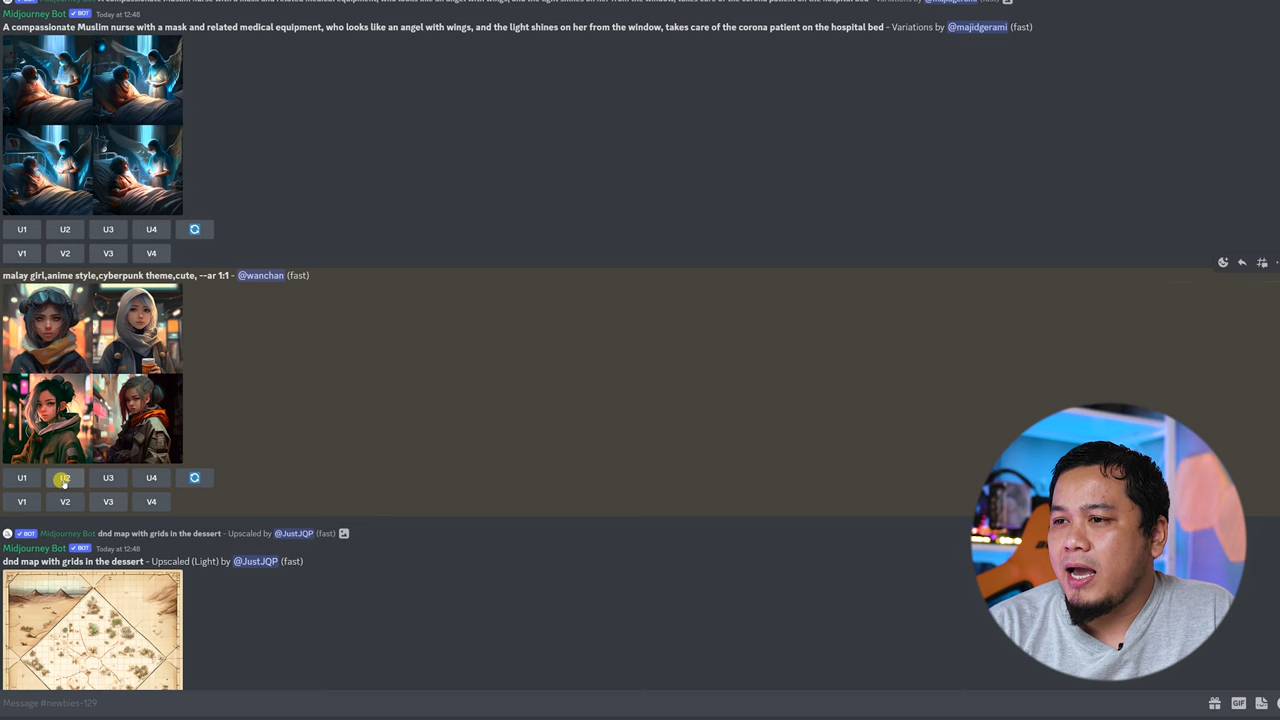 Midjourney Bot ✓ BOT Today at 12:48
A compassionate Muslim nurse with a mask and related medical equipment, who looks like an angel with wings, and the light shines on her from the window, takes care of the corona patient on the hospital bed - Variations by @majidgerami (fast)
U1 U2 U3 U4
V1 V2 V3 V4
malay girl,anime style,cyberpunk theme,cute, --ar 1:1 - @wanchan (fast)
U1 U2 U3 U4
V1 V2 V3 V4
✓ BOT Midjourney Bot dnd map with grids in the dessert - Upscaled by @JustJQP (fast)
Midjourney Bot ✓ BOT Today at 12:48
dnd map with grids in the dessert - Upscaled (Light) by @JustJQP (fast)
Message #newbies-129 GIF